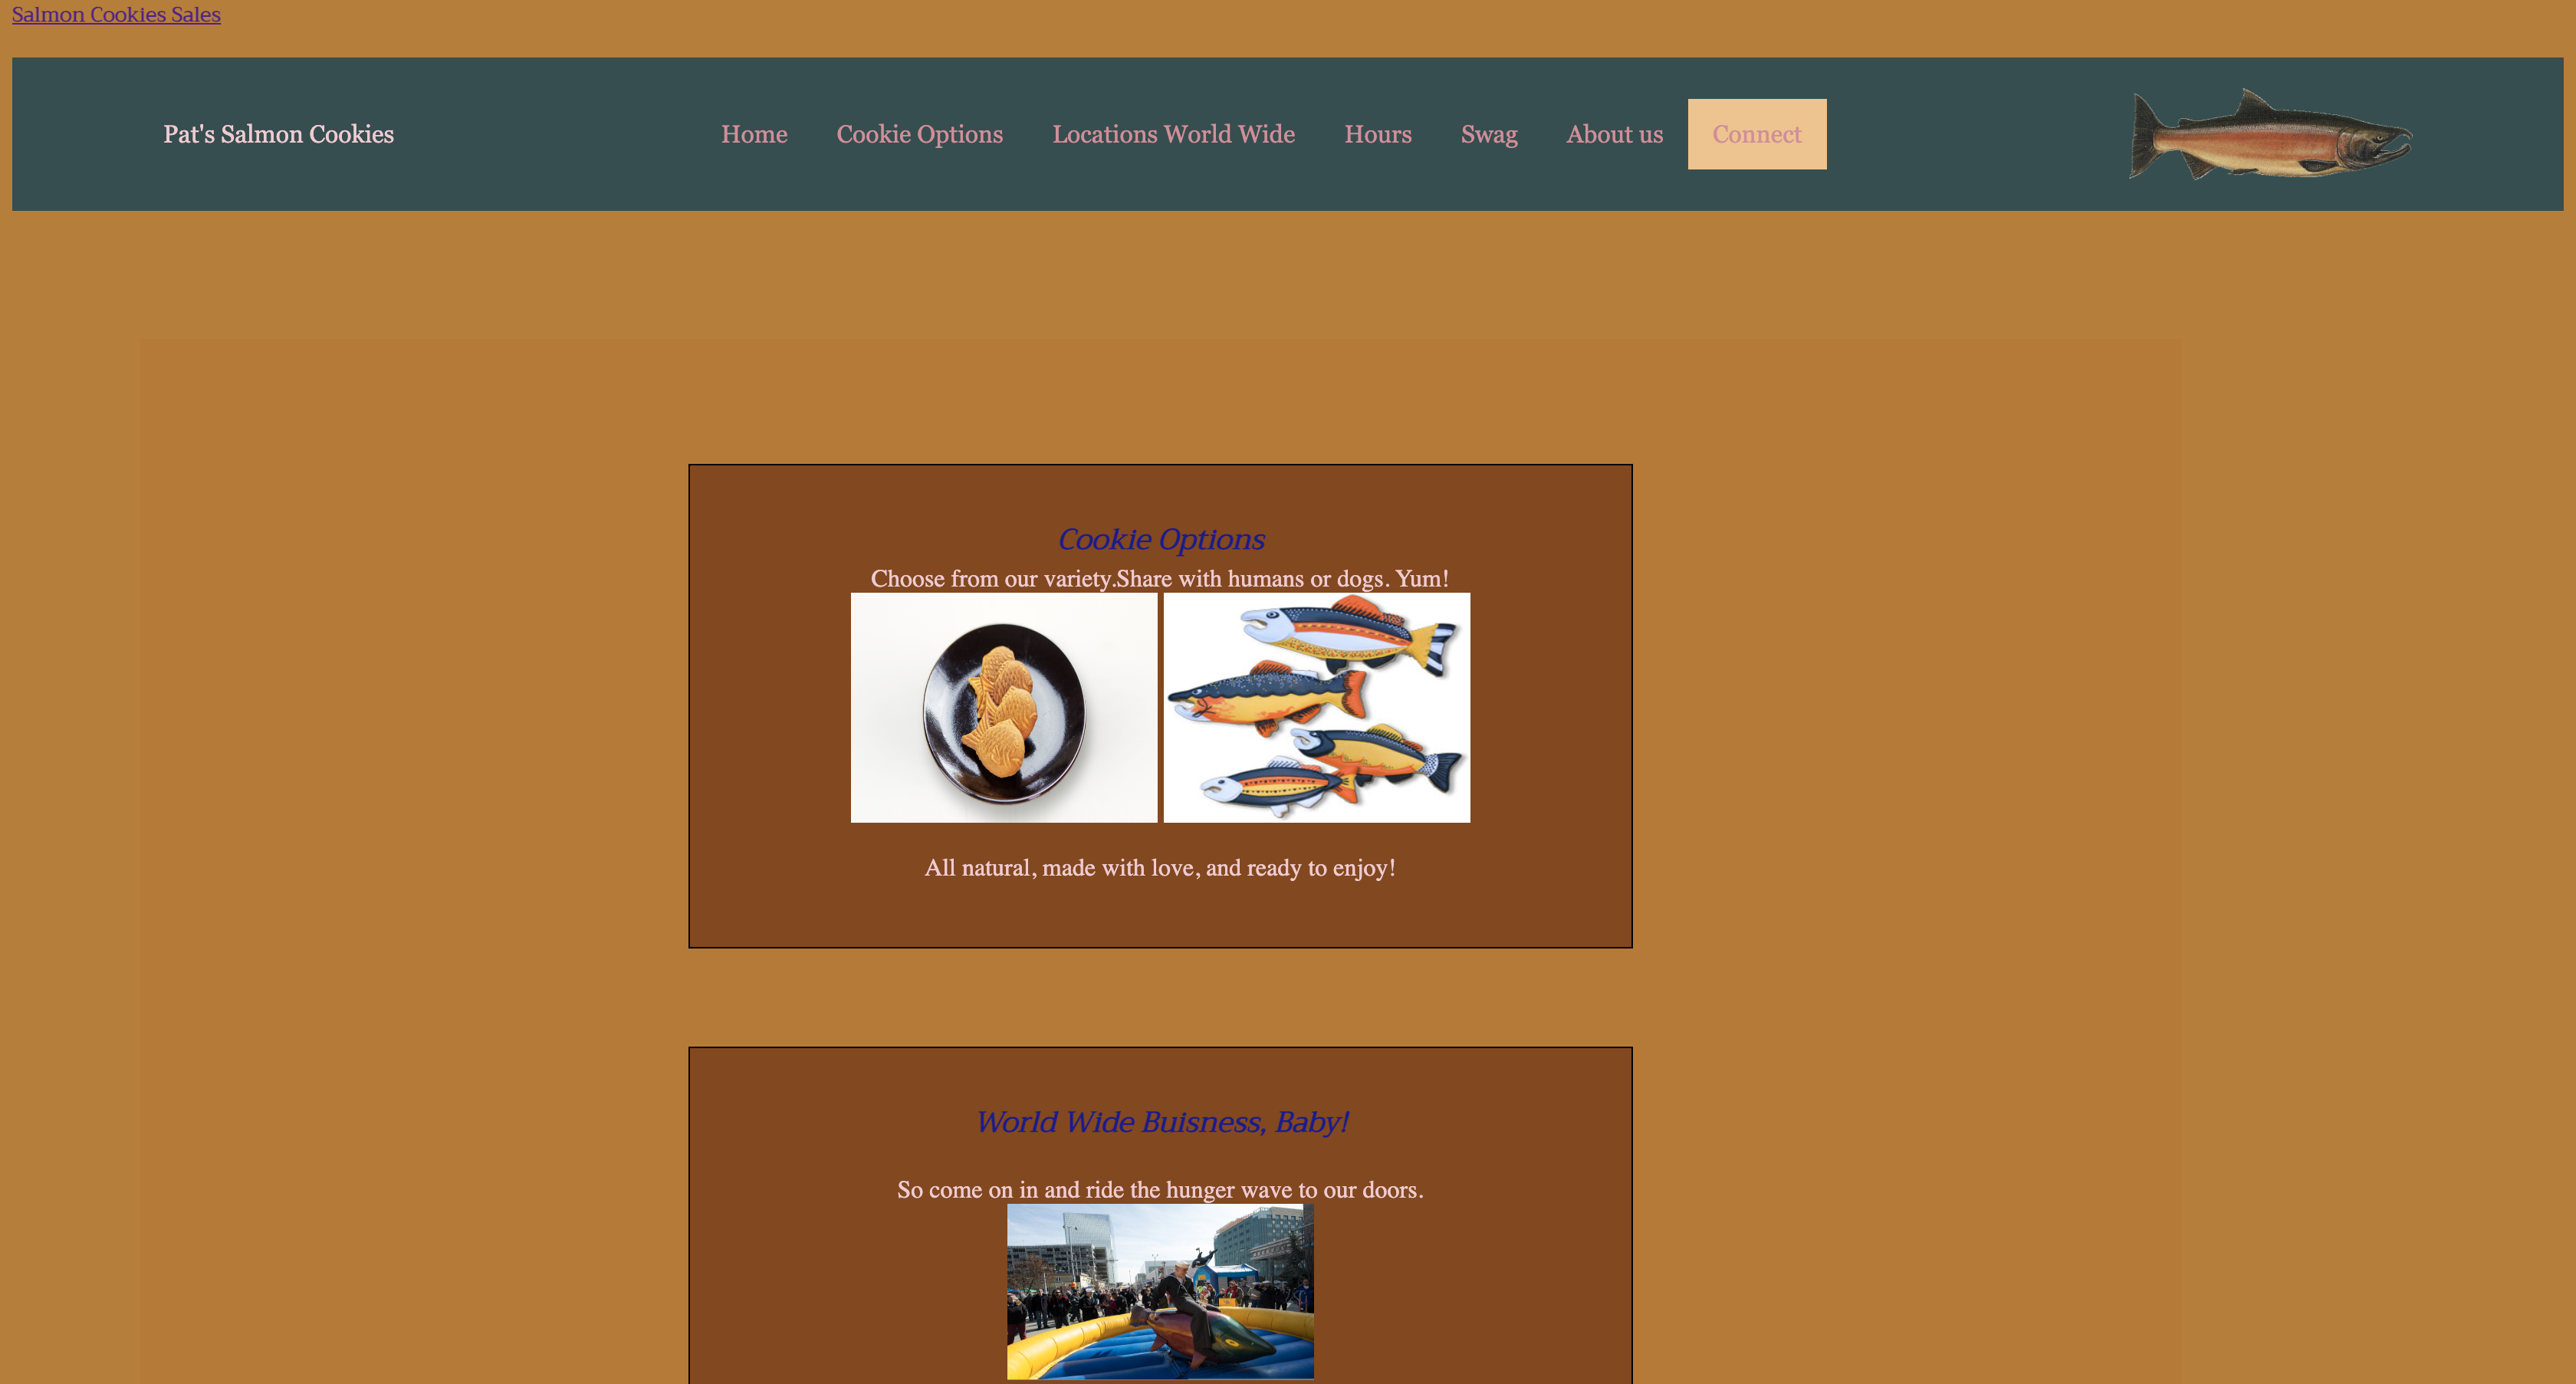 Salmon Cookies Sales
Pat's Salmon Cookies Home Cookie Options Locations World Wide Hours Swag About us Connect
Cookie Options
Choose from our variety.Share with humans or dogs. Yum!
All natural, made with love, and ready to enjoy!
World Wide Buisness, Baby!
So come on in and ride the hunger wave to our doors.